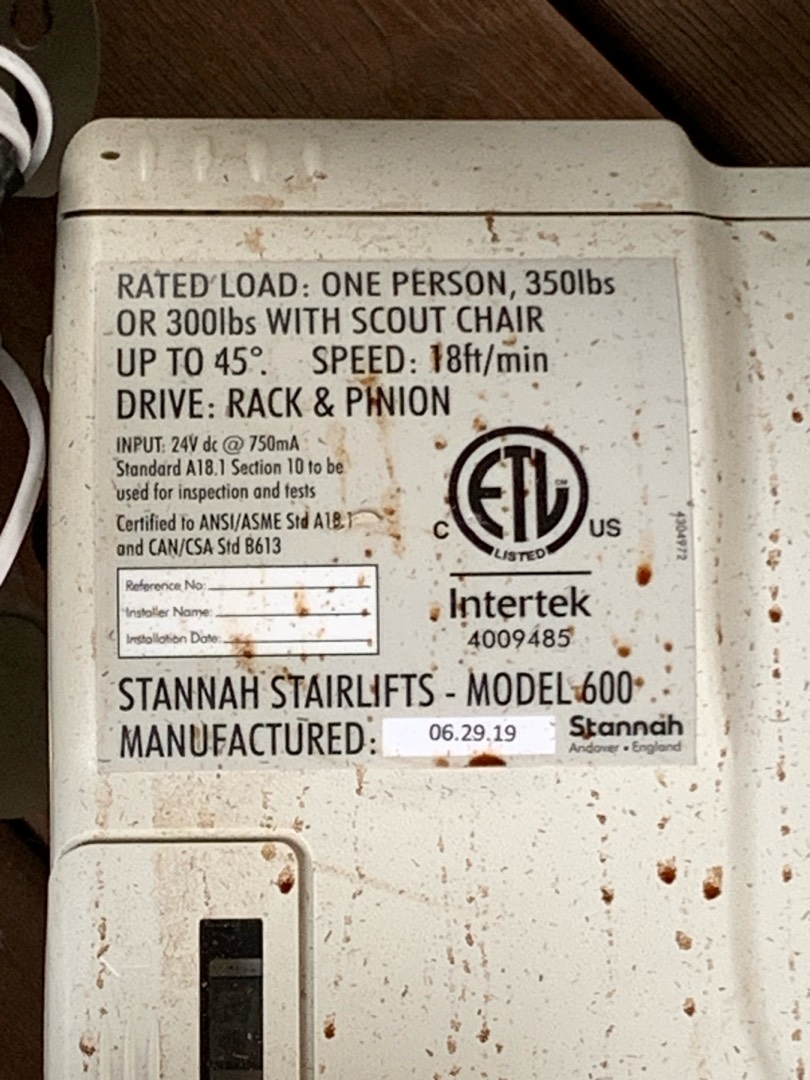 RATED LOAD: ONE PERSON, 350lbs
OR 300lbs WITH SCOUT CHAIR
UP TO 45°. SPEED: 18ft/min
DRIVE: RACK & PINION
INPUT: 24V dc @ 750mA
Standard A18.1 Section 10 to be
used for inspection and tests
Certified to ANSI/ASME Std A18.1
and CAN/CSA Std B613
Reference No:
Installer Name:
Installation Date:
C ETL US
LISTED
Intertek
4009485
4304972
STANNAH STAIRLIFTS - MODEL 600
MANUFACTURED: 06.29.19 Stannah
Andover • England